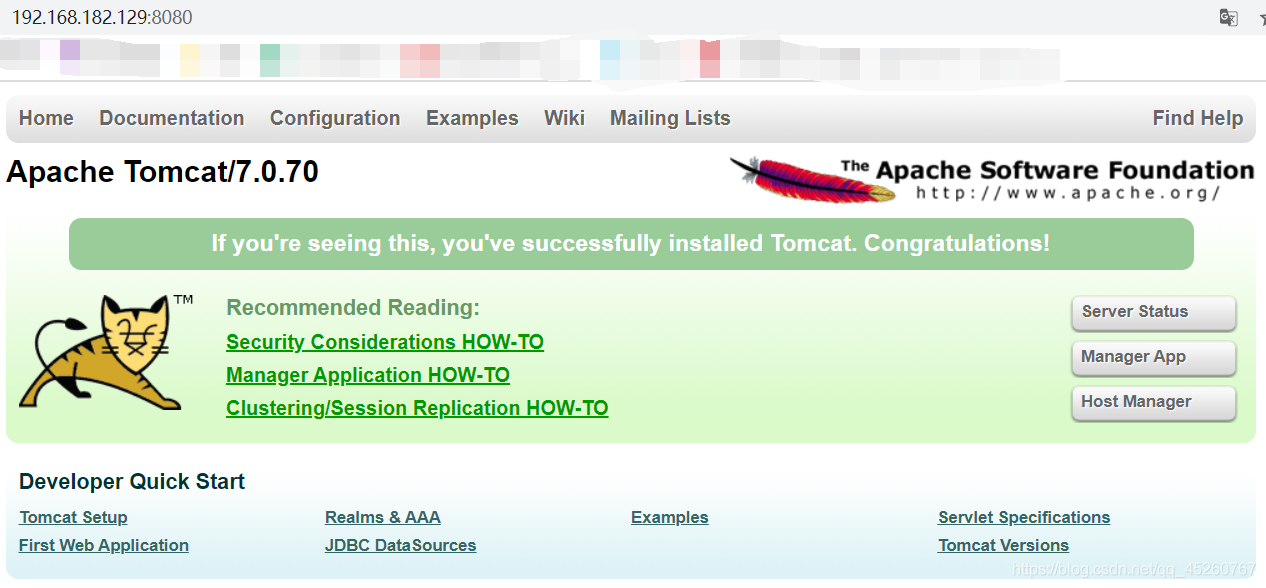 192.168.182.129:8080
Home Documentation Configuration Examples Wiki Mailing Lists Find Help
Apache Tomcat/7.0.70
The Apache Software Foundation
http://www.apache.org/
If you're seeing this, you've successfully installed Tomcat. Congratulations!
TM
Recommended Reading:
Security Considerations HOW-TO
Manager Application HOW-TO
Clustering/Session Replication HOW-TO
Server Status
Manager App
Host Manager
Developer Quick Start
Tomcat Setup Realms & AAA Examples Servlet Specifications
First Web Application JDBC DataSources Tomcat Versions
https://blog.csdn.net/qq_45260767